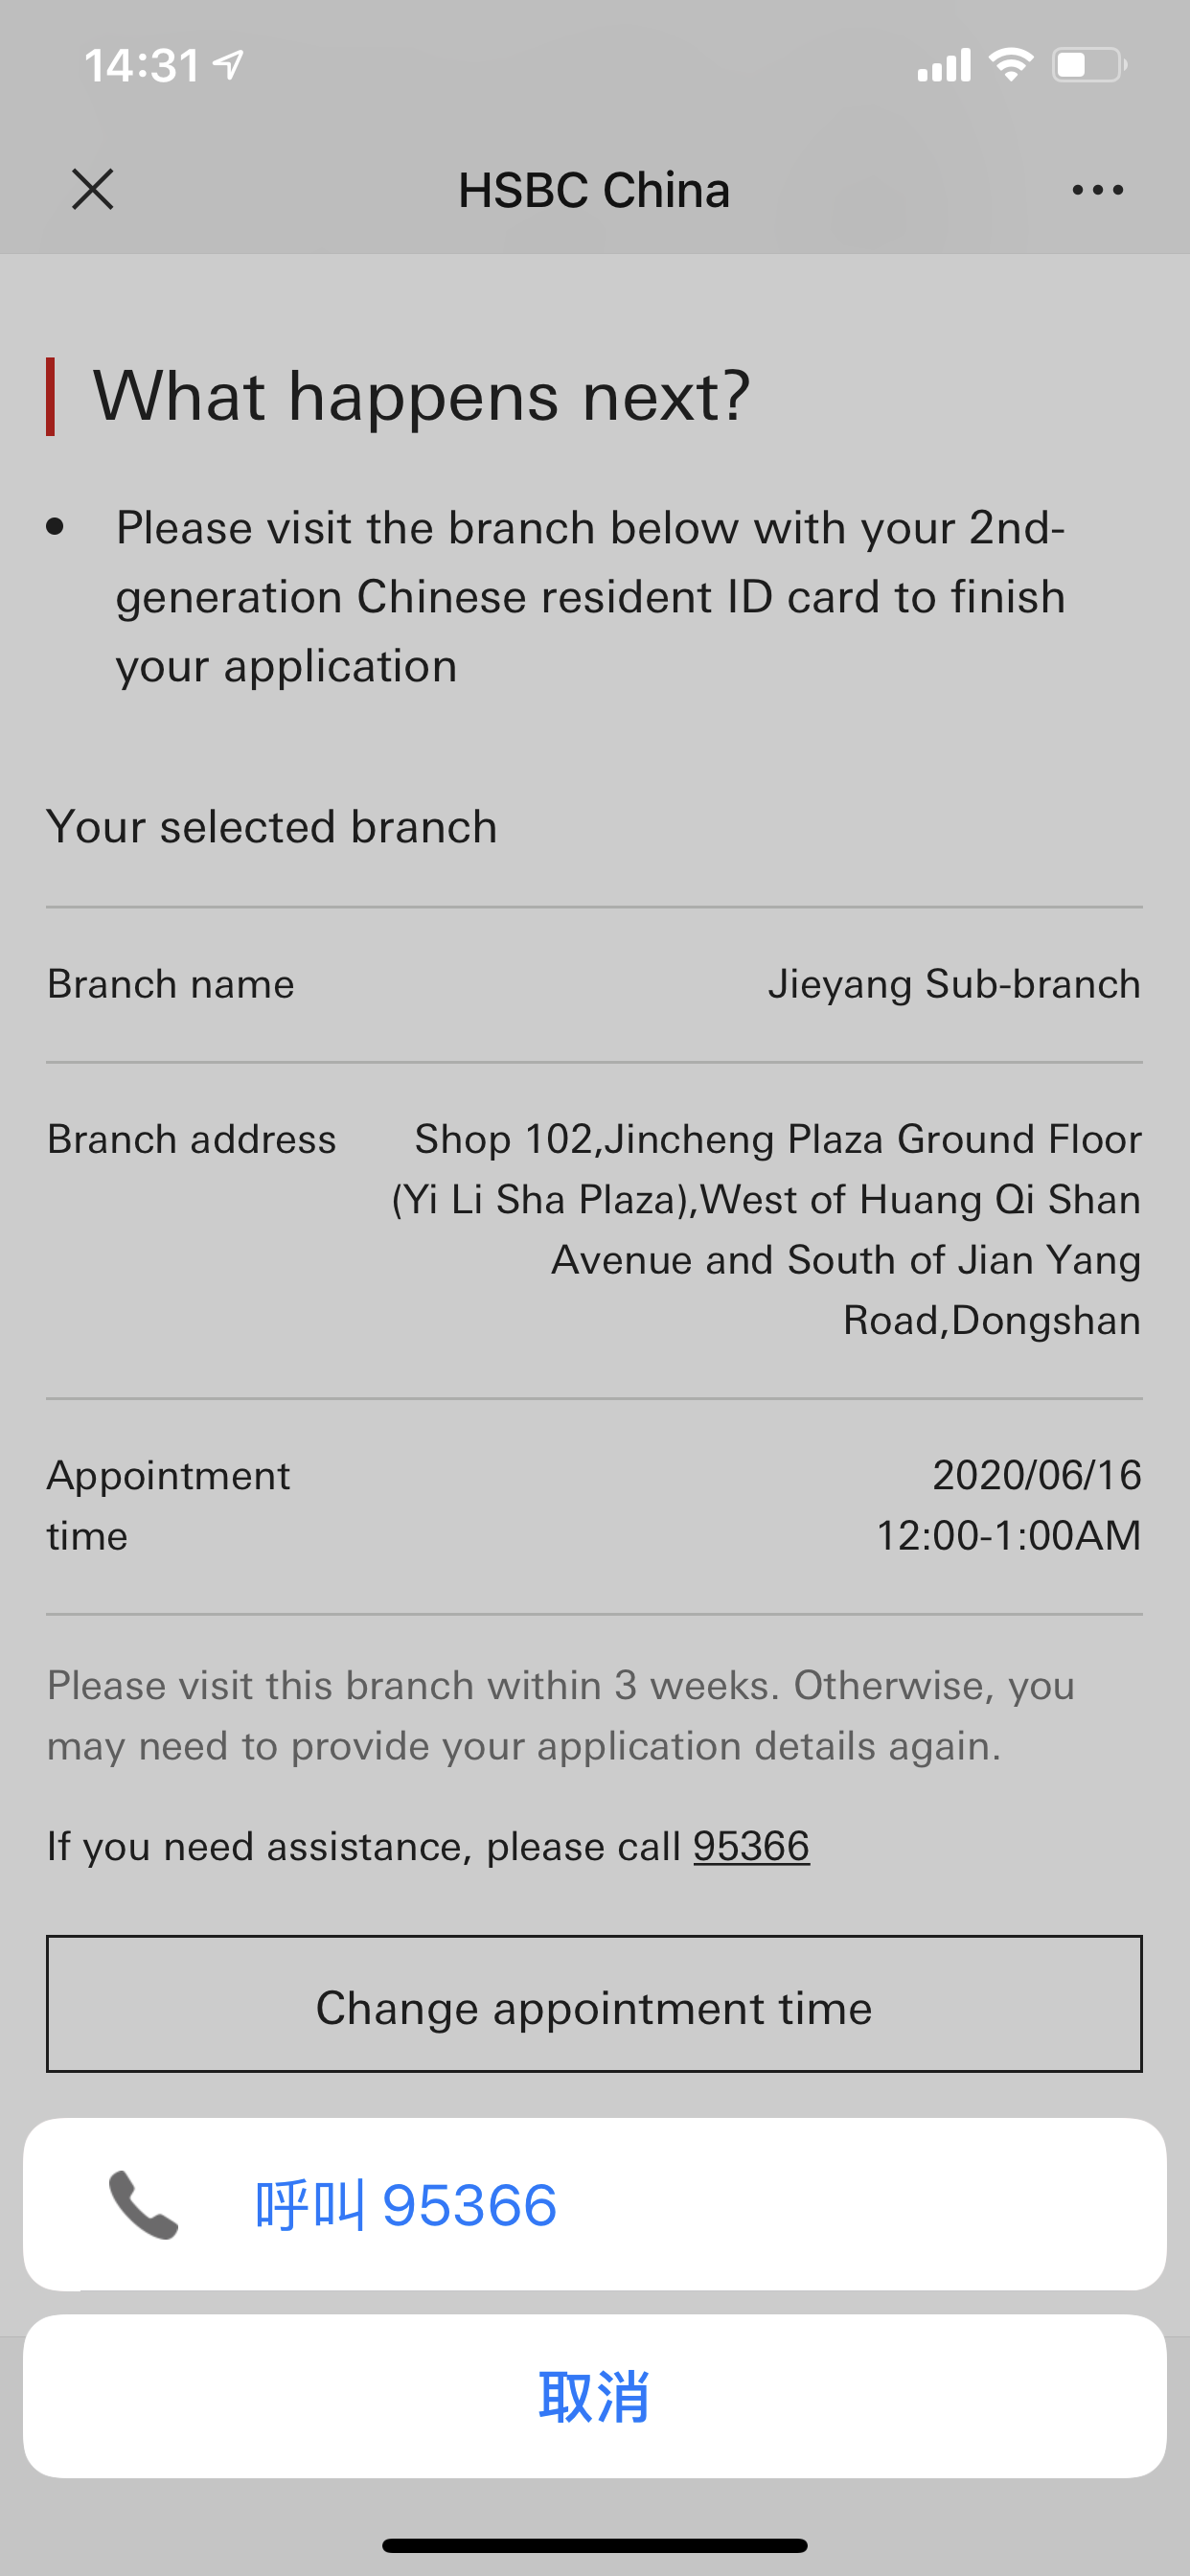 14:31
HSBC China
What happens next?
• Please visit the branch below with your 2nd-
generation Chinese resident ID card to finish
your application
Your selected branch
Branch name Jieyang Sub-branch
Branch address Shop 102,Jincheng Plaza Ground Floor
(Yi Li Sha Plaza),West of Huang Qi Shan
Avenue and South of Jian Yang
Road,Dongshan
Appointment 2020/06/16
time 12:00-1:00AM
Please visit this branch within 3 weeks. Otherwise, you
may need to provide your application details again.
If you need assistance, please call 95366
Change appointment time
呼叫 95366
取消